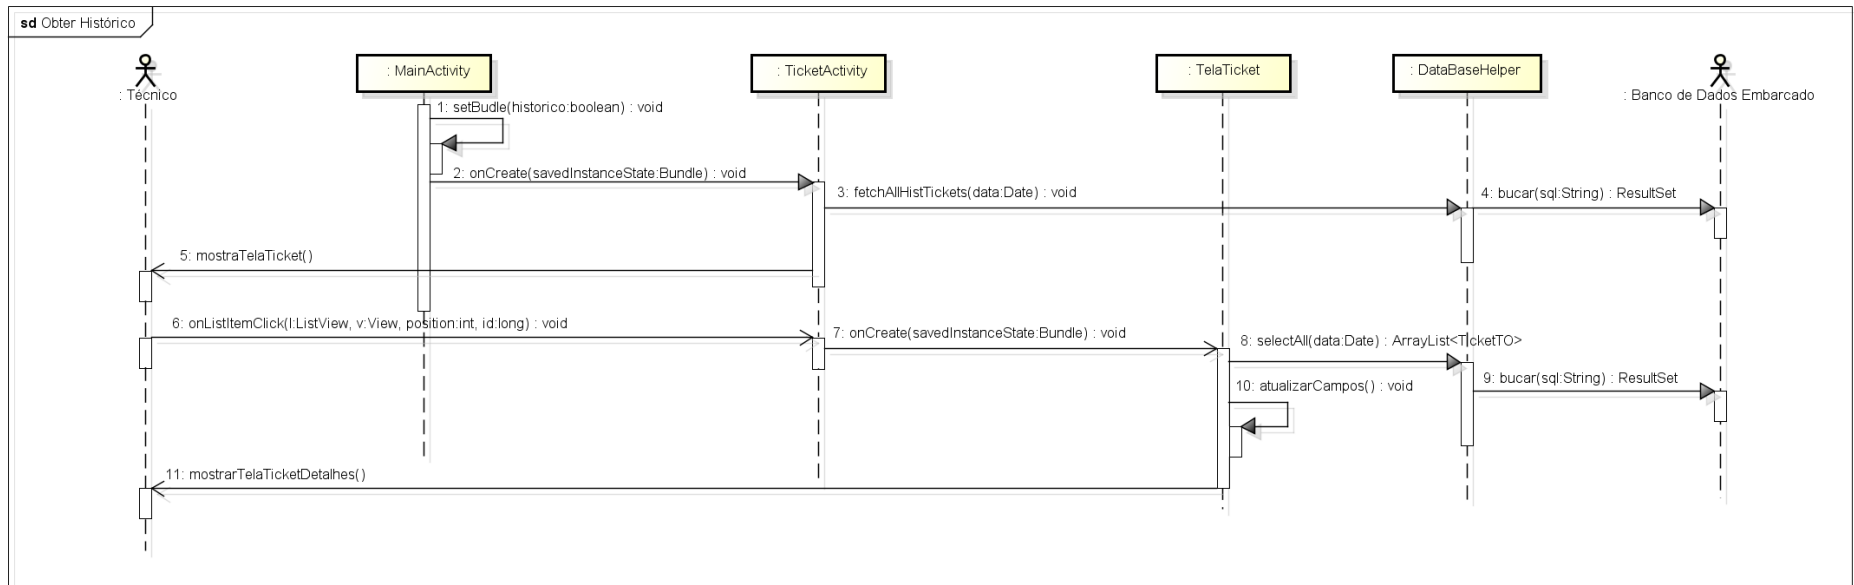 sd Obter Histórico
: Técnico
: MainActivity
: TicketActivity
: TelaTicket
: DataBaseHelper
: Banco de Dados Embarcado
1: setBudle(historico:boolean) : void
2: onCreate(savedInstanceState:Bundle) : void
3: fetchAllHistTickets(data:Date) : void
4: bucar(sql:String) : ResultSet
5: mostraTelaTicket()
6: onListItemClick(l:ListView, v:View, position:int, id:long) : void
7: onCreate(savedInstanceState:Bundle) : void
8: selectAll(data:Date) : ArrayList<TicketTO>
9: bucar(sql:String) : ResultSet
10: atualizarCampos() : void
11: mostrarTelaTicketDetalhes()